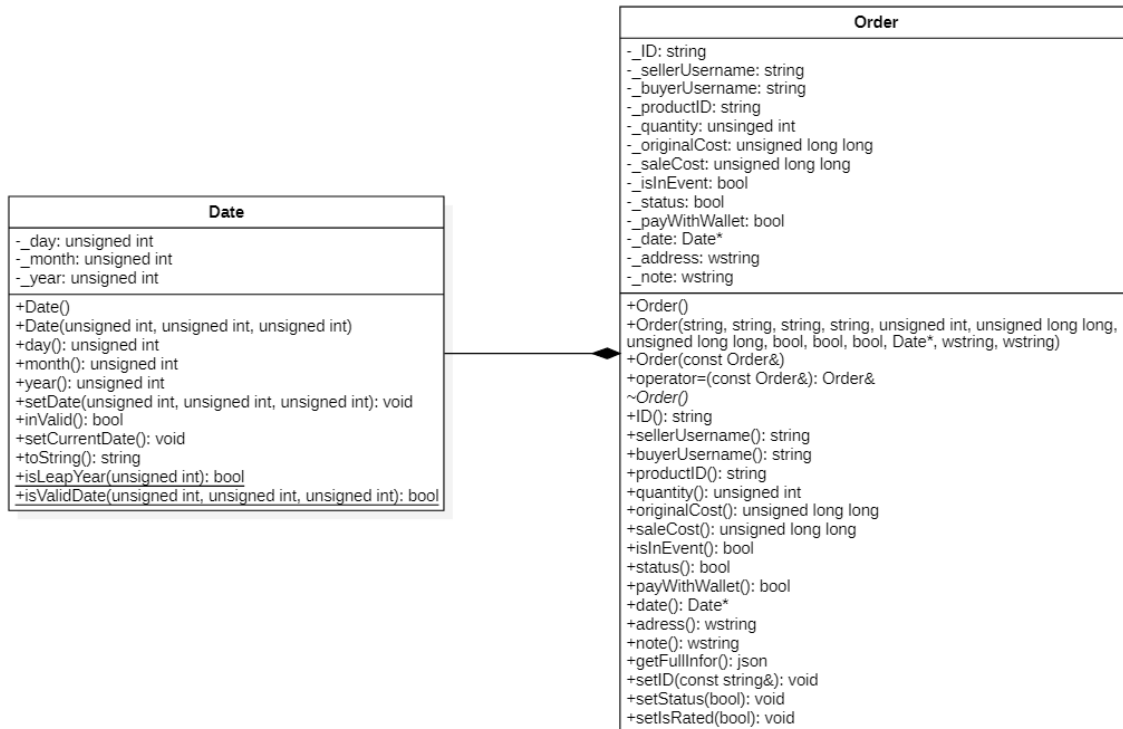 Date
-_day: unsigned int
-_month: unsigned int
-_year: unsigned int
+Date()
+Date(unsigned int, unsigned int, unsigned int)
+day(): unsigned int
+month(): unsigned int
+year(): unsigned int
+setDate(unsigned int, unsigned int, unsigned int): void
+inValid(): bool
+setCurrentDate(): void
+toString(): string
+isLeapYear(unsigned int): bool
+isValidDate(unsigned int, unsigned int, unsigned int): bool
Order
-_ID: string
-_sellerUsername: string
-_buyerUsername: string
-_productID: string
-_quantity: unsinged int
-_originalCost: unsigned long long
-_saleCost: unsigned long long
-_isInEvent: bool
-_status: bool
-_payWithWallet: bool
-_date: Date*
-_address: wstring
-_note: wstring
+Order()
+Order(string, string, string, string, unsigned int, unsigned long long,
unsigned long long, bool, bool, bool, Date*, wstring, wstring)
+Order(const Order&)
+operator=(const Order&): Order&
~Order()
+ID(): string
+sellerUsername(): string
+buyerUsername(): string
+productID(): string
+quantity(): unsigned int
+originalCost(): unsigned long long
+saleCost(): unsigned long long
+isInEvent(): bool
+status(): bool
+payWithWallet(): bool
+date(): Date*
+adress(): wstring
+note(): wstring
+getFullInfor(): json
+setID(const string&): void
+setStatus(bool): void
+setIsRated(bool): void